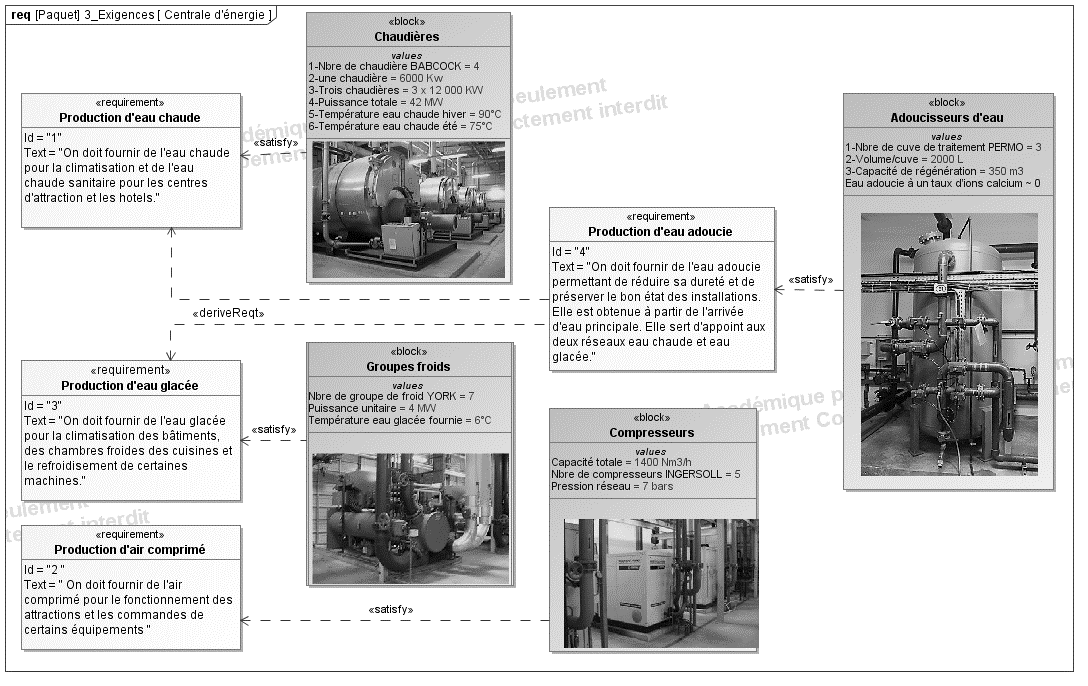 req [Paquet] 3_Exigences [ Centrale d'énergie ]
«block»
Chaudières
values
1-Nbre de chaudière BABCOCK = 4
2-une chaudière = 6000 Kw
3-Trois chaudières = 3 x 12 000 KW
4-Puissance totale = 42 MW
5-Température eau chaude hiver = 90°C
6-Température eau chaude été = 75°C
«requirement»
Production d'eau chaude
Id = "1"
Text = "On doit fournir de l'eau chaude
pour la climatisation et de l'eau
chaude sanitaire pour les centres
d'attraction et les hotels."
«satisfy»
«block»
Adoucisseurs d'eau
values
1-Nbre de cuve de traitement PERMO = 3
2-Volume/cuve = 2000 L
3-Capacité de régénération = 350 m3
Eau adoucie à un taux d'ions calcium ~ 0
«requirement»
Production d'eau adoucie
Id = "4"
Text = "On doit fournir de l'eau adoucie
permettant de réduire sa dureté et de
préserver le bon état des installations.
Elle est obtenue à partir de l'arrivée
d'eau principale. Elle sert d'appoint aux
deux réseaux eau chaude et eau
glacée."
«satisfy»
«deriveReqt»
«requirement»
Production d'eau glacée
Id = "3"
Text = "On doit fournir de l'eau glacée
pour la climatisation des bâtiments,
des chambres froides des cuisines et
le refroidisement de certaines
machines."
«satisfy»
«block»
Groupes froids
values
Nbre de groupe de froid YORK = 7
Puissance unitaire = 4 MW
Température eau glacée fournie = 6°C
«block»
Compresseurs
values
Capacité totale = 1400 Nm3/h
Nbre de compresseurs INGERSOLL = 5
Pression réseau = 7 bars
«requirement»
Production d'air comprimé
Id = "2 "
Text = " On doit fournir de l'air
comprimé pour le fonctionnement des
attractions et les commandes de
certains équipements "
«satisfy»
eulement
ctement interdit
Académique
interdit